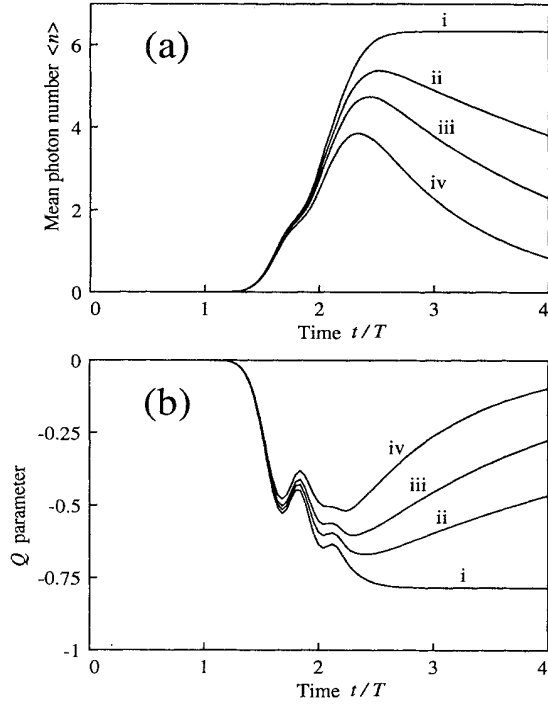 (a)
Mean photon number <n>
6
4
2
0
i
ii
iii
iv
0 1 2 3 4
Time t/T
(b)
Q parameter
0
-0.25
-0.5
-0.75
-1
iv
iii
ii
i
0 1 2 3 4
Time t/T